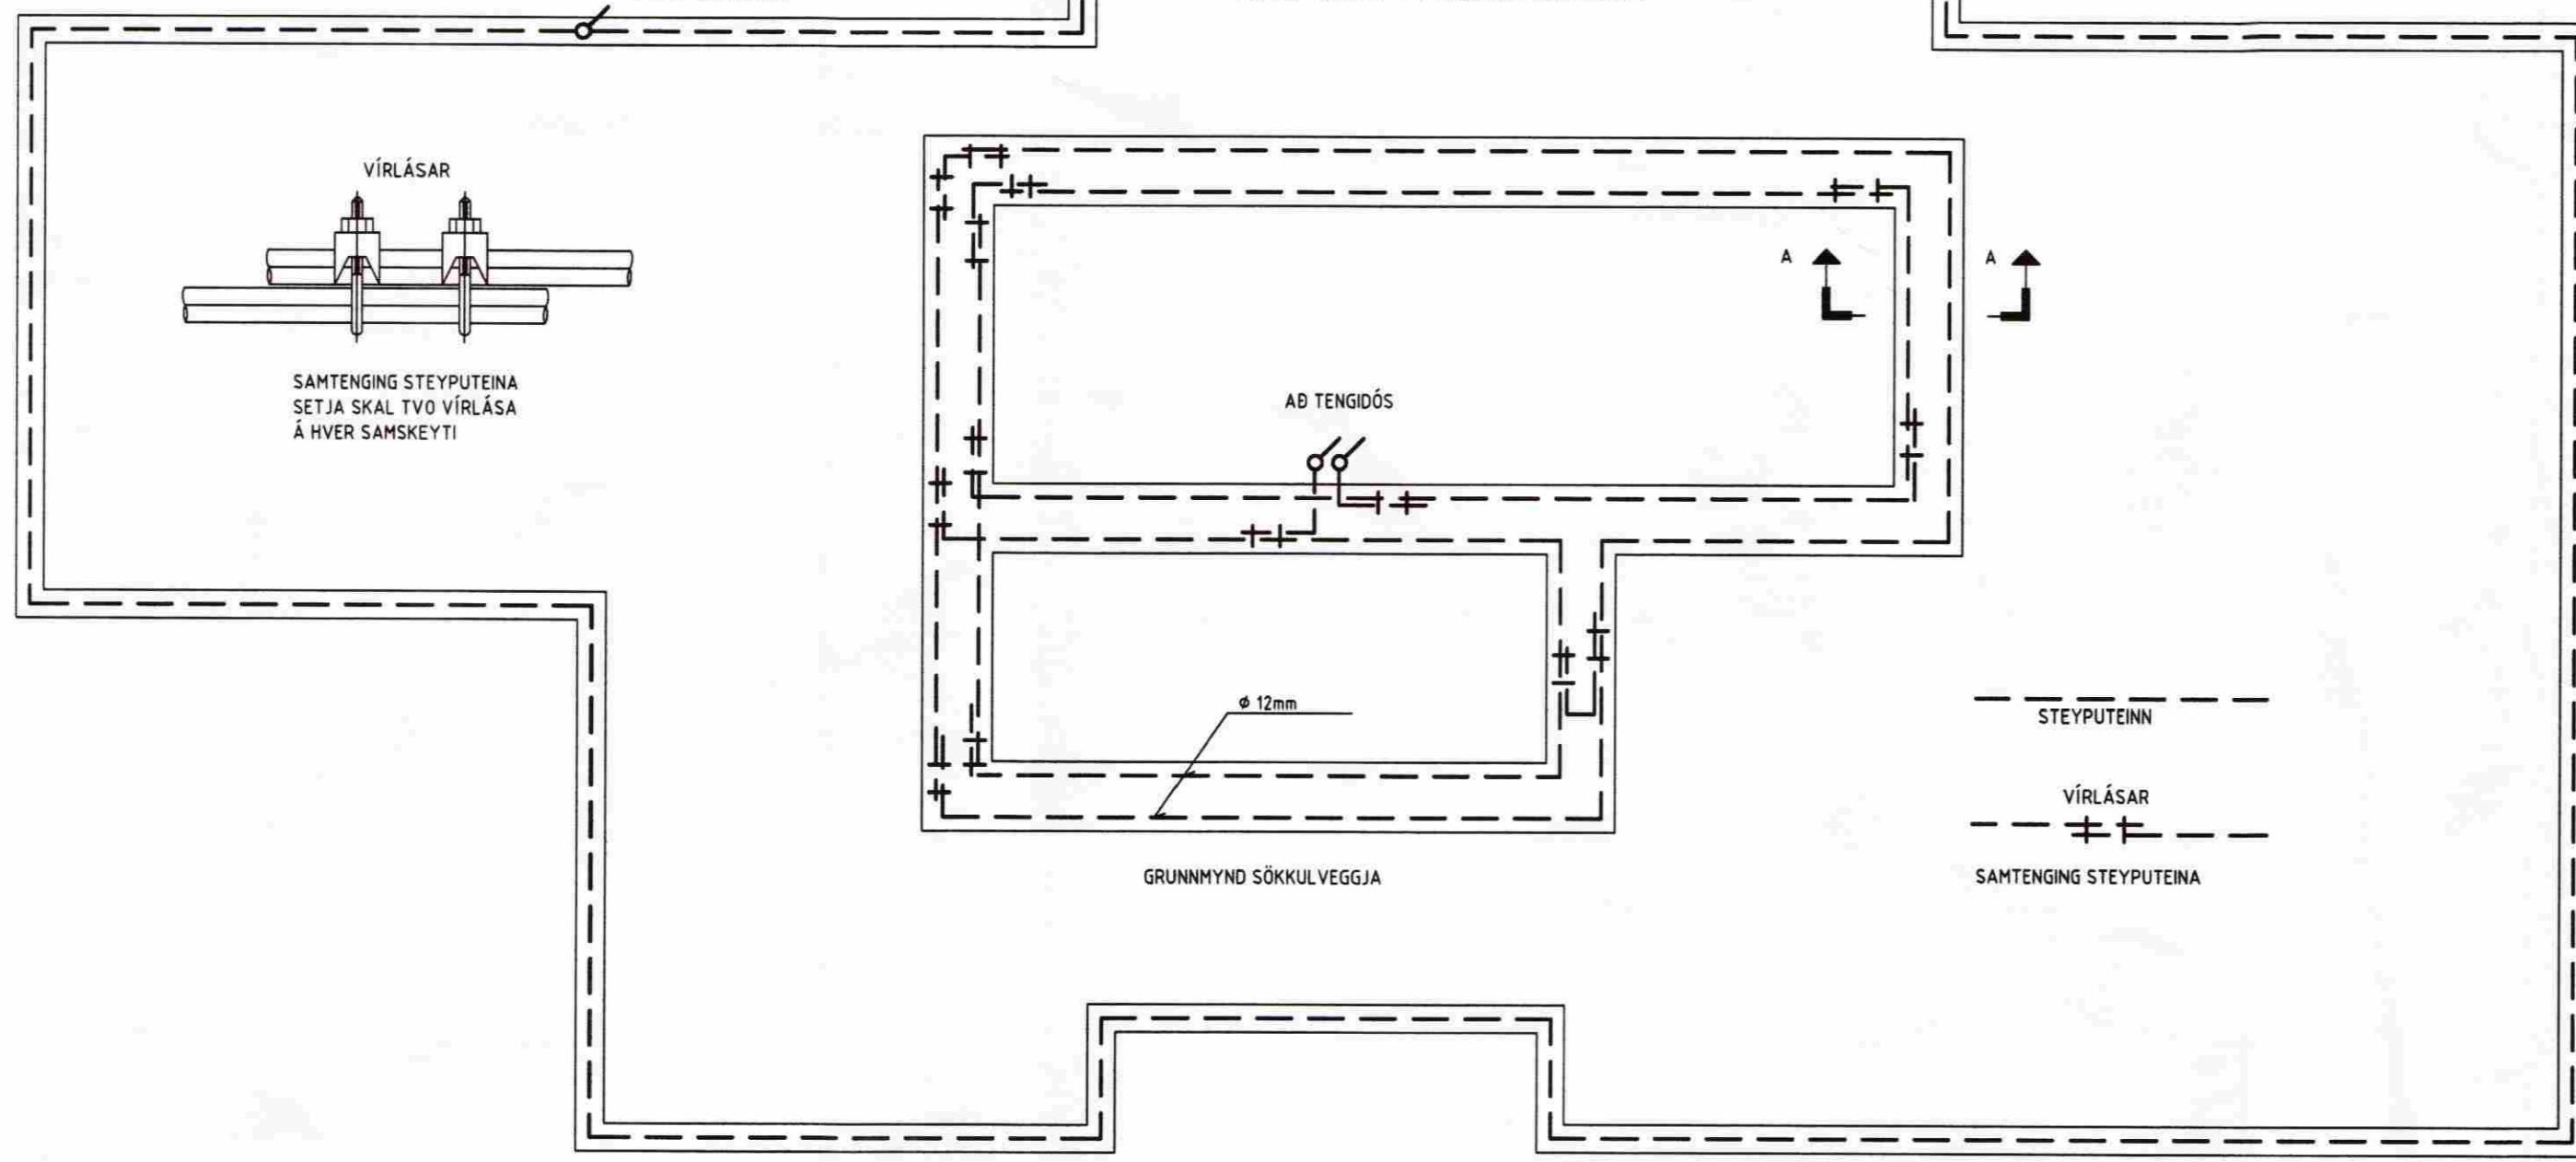 VÍRLÁSAR
SAMTENGING STEYPUTEINA
SETJA SKAL TVO VÍRLÁSA
Á HVER SAMSKEYTI
A
A
AÐ TENGIDÓS
ϕ 12mm
STEYPUTEINN
VÍRLÁSAR
SAMTENGING STEYPUTEINA
GRUNNMYND SÖKKULVEGGJA